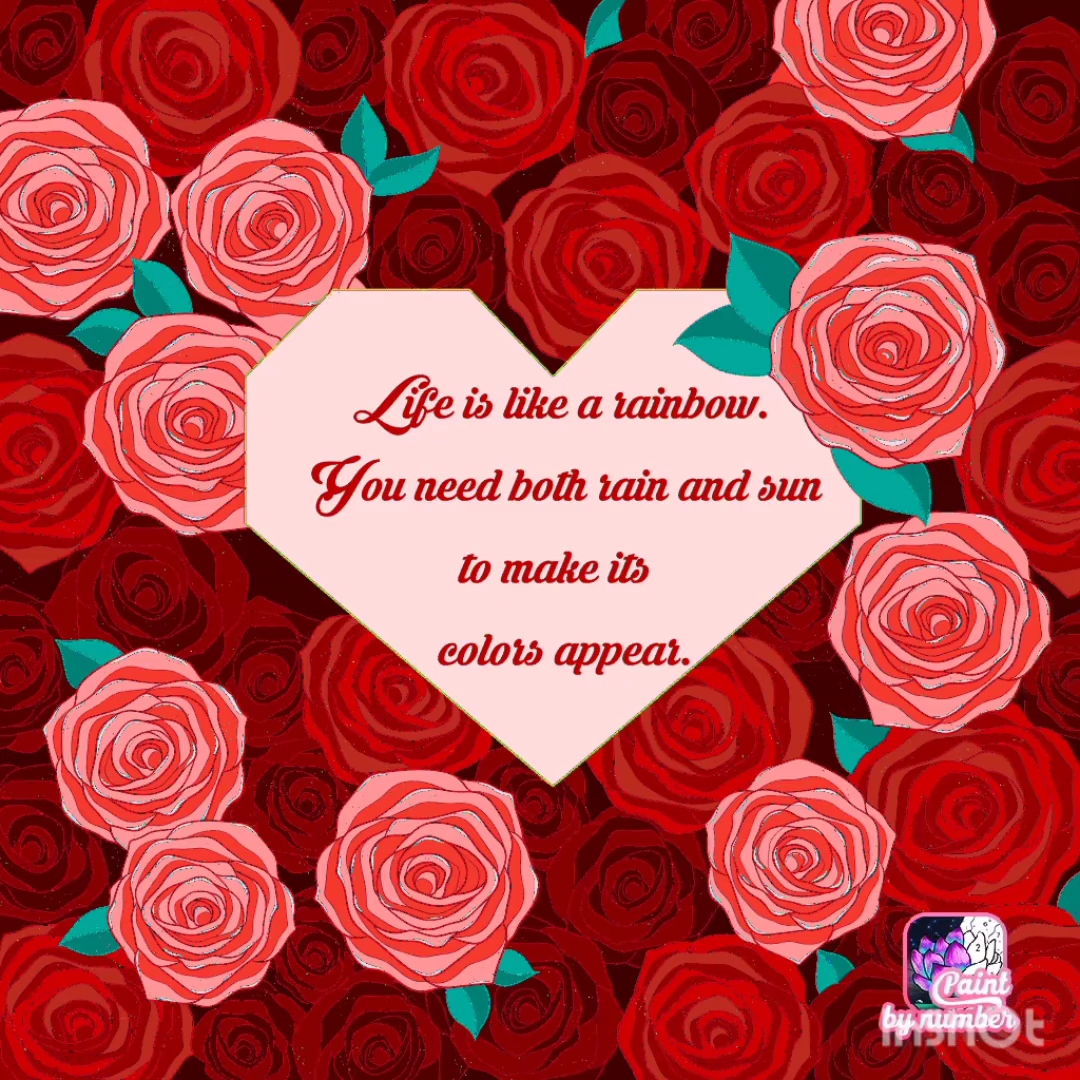 Life is like a rainbow.
You need both rain and sun
to make its
colors appear.
2
Paint
by number
InShOt